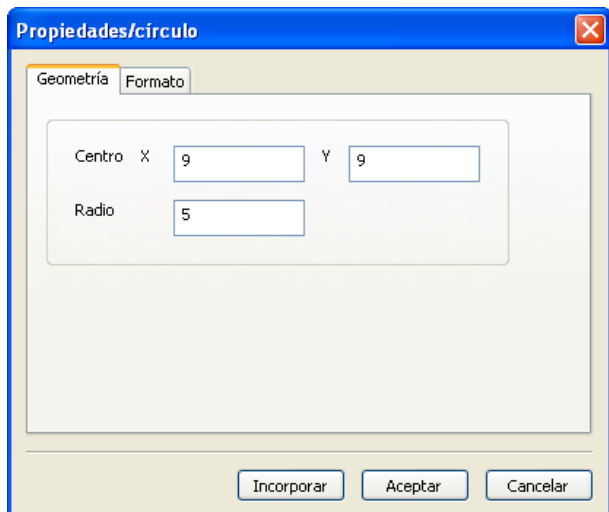 Propiedades/círculo
Geometría Formato
Centro X 9 Y 9
Radio 5
Incorporar Aceptar Cancelar